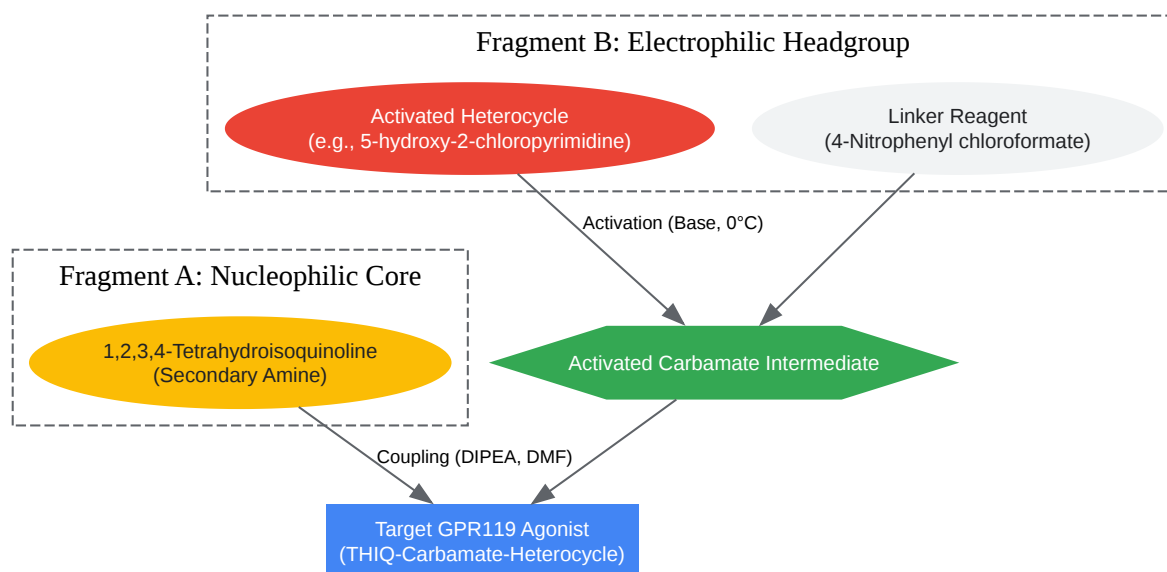 Fragment B: Electrophilic Headgroup
Activated Heterocycle
(e.g., 5-hydroxy-2-chloropyrimidine)
Linker Reagent
(4-Nitrophenyl chloroformate)
Activation (Base, 0°C)
Fragment A: Nucleophilic Core
1,2,3,4-Tetrahydroisoquinoline
(Secondary Amine)
Activated Carbamate Intermediate
Coupling (DIPEA, DMF)
Target GPR119 Agonist
(THIQ-Carbamate-Heterocycle)